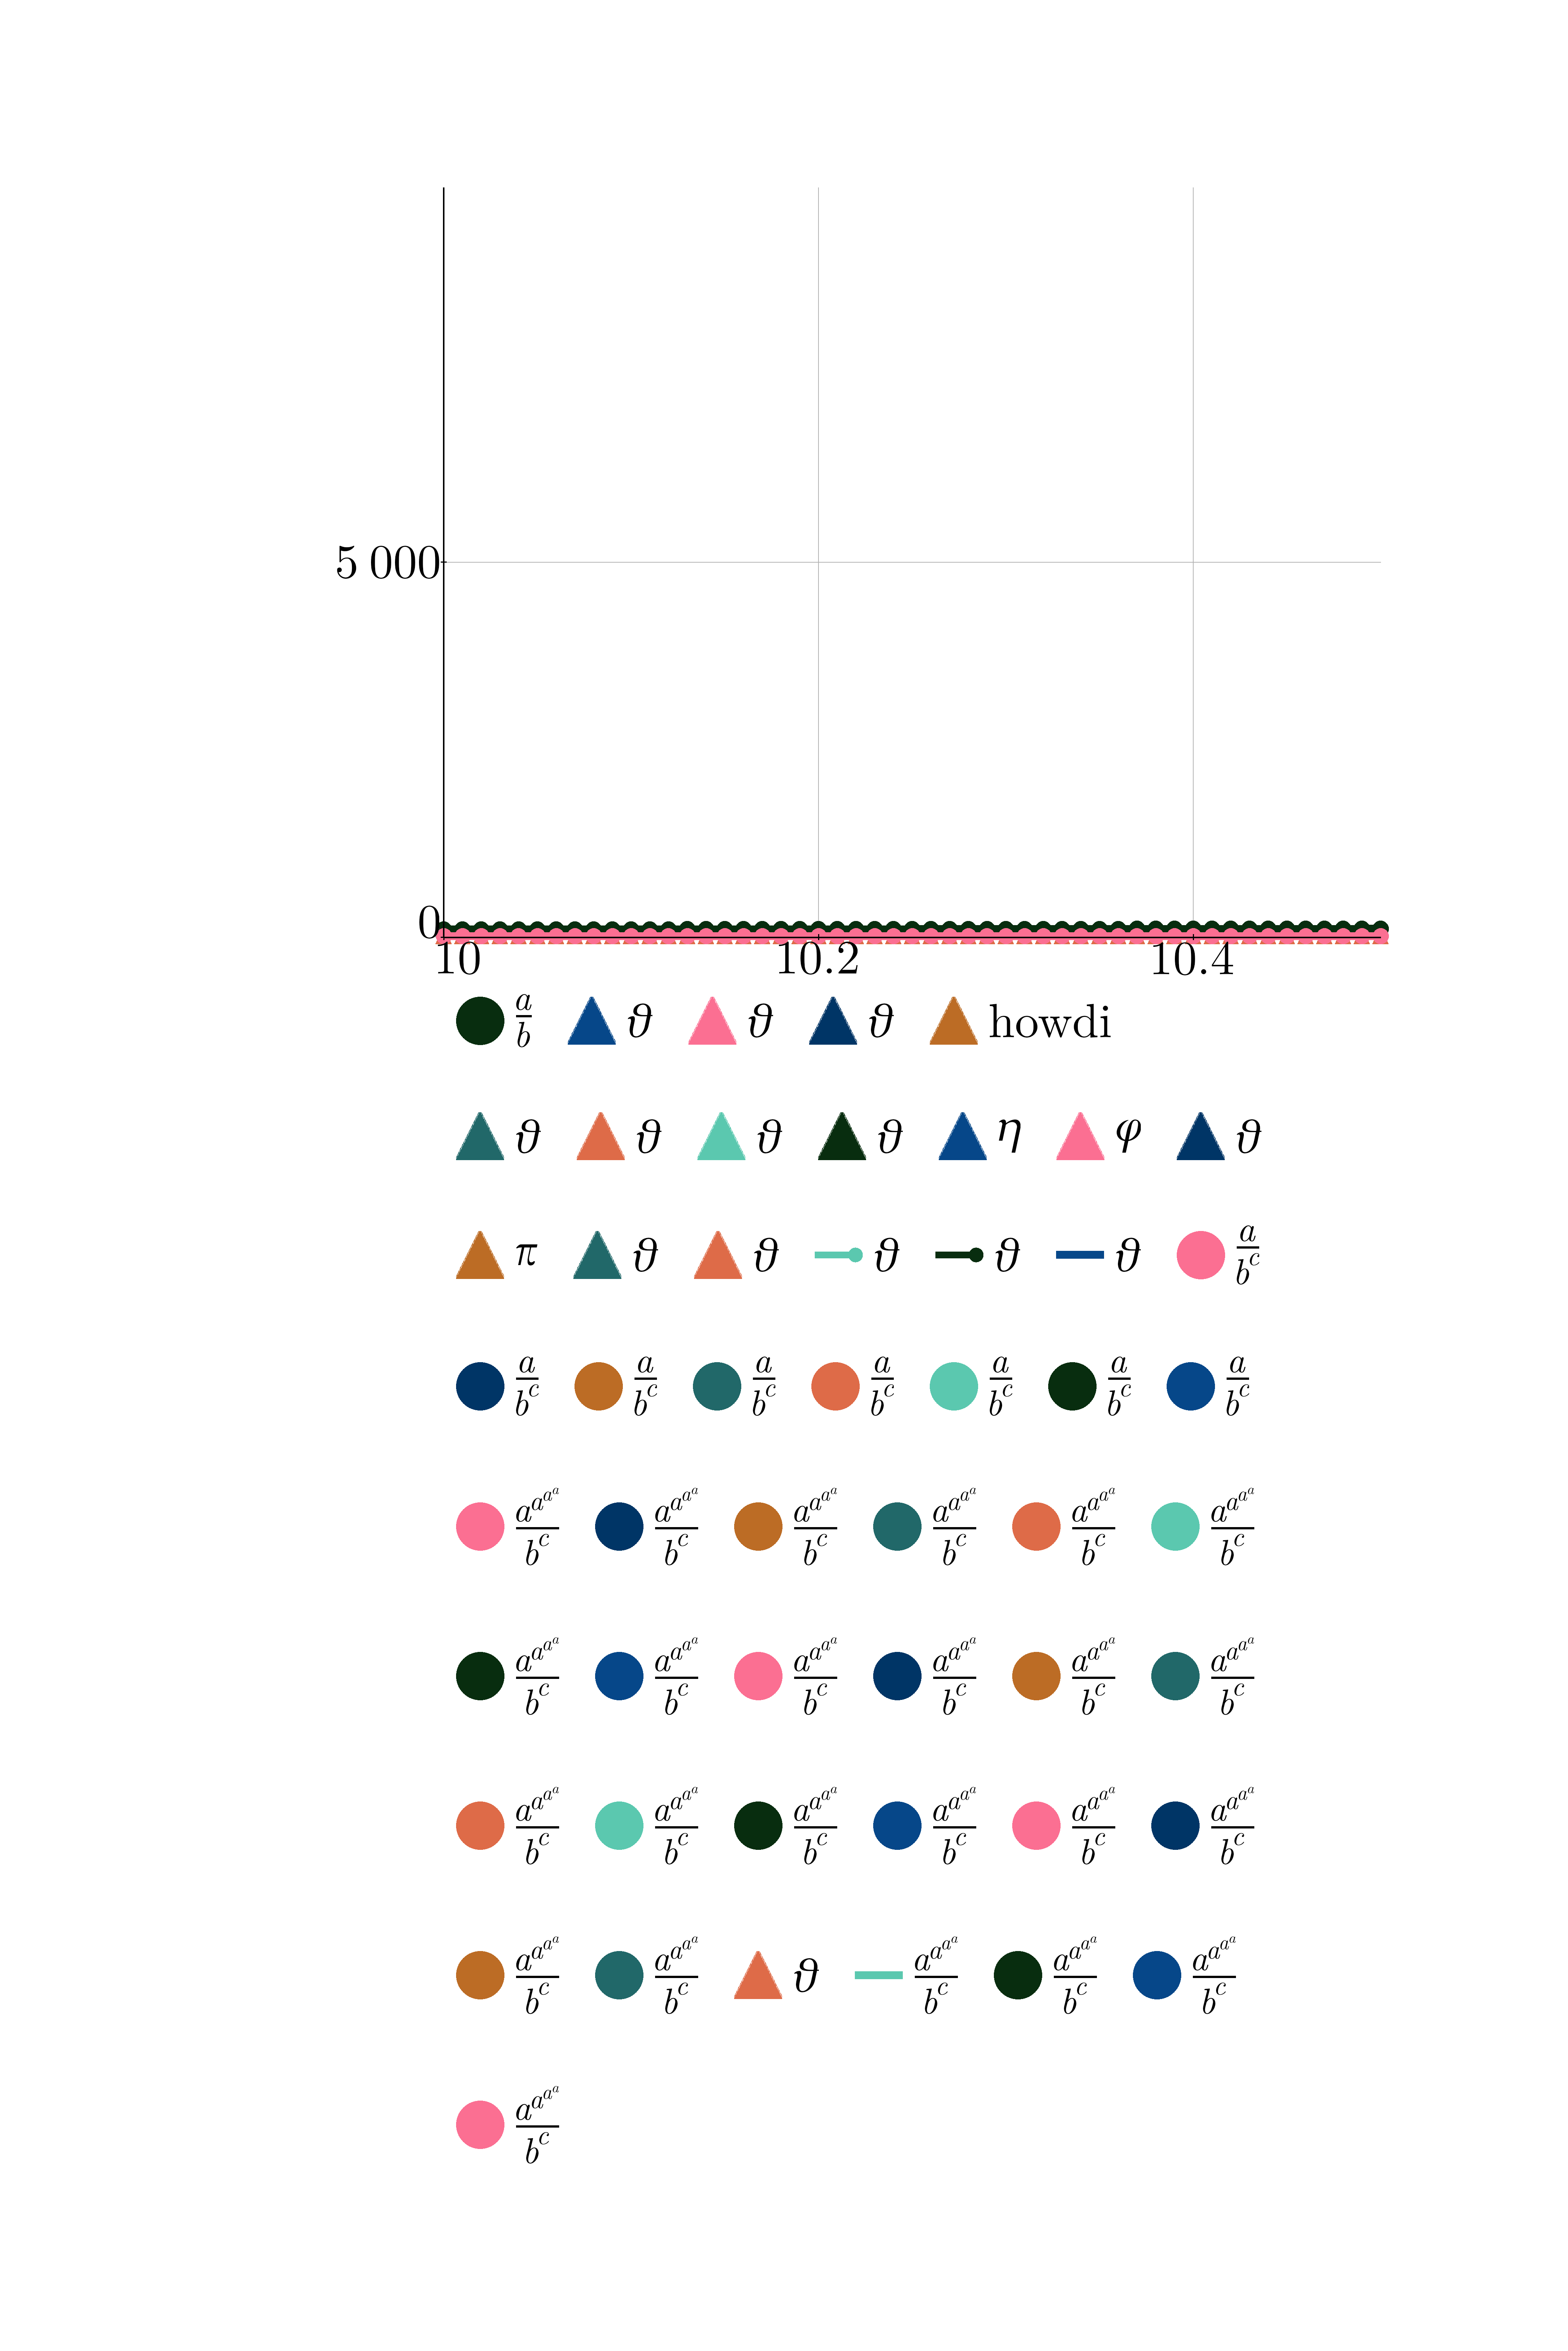 5 000
0
10 10.2 10.4
a/b ϑ ϑ ϑ howdi
ϑ ϑ ϑ ϑ η φ ϑ
π ϑ ϑ ϑ ϑ ϑ a/b^c
a/b^c a/b^c a/b^c a/b^c a/b^c a/b^c a/b^c
a^{a^{a^a}}/b^c a^{a^{a^a}}/b^c a^{a^{a^a}}/b^c a^{a^{a^a}}/b^c a^{a^{a^a}}/b^c a^{a^{a^a}}/b^c
a^{a^{a^a}}/b^c a^{a^{a^a}}/b^c a^{a^{a^a}}/b^c a^{a^{a^a}}/b^c a^{a^{a^a}}/b^c a^{a^{a^a}}/b^c
a^{a^{a^a}}/b^c a^{a^{a^a}}/b^c a^{a^{a^a}}/b^c a^{a^{a^a}}/b^c a^{a^{a^a}}/b^c a^{a^{a^a}}/b^c
a^{a^{a^a}}/b^c a^{a^{a^a}}/b^c ϑ a^{a^{a^a}}/b^c a^{a^{a^a}}/b^c a^{a^{a^a}}/b^c
a^{a^{a^a}}/b^c